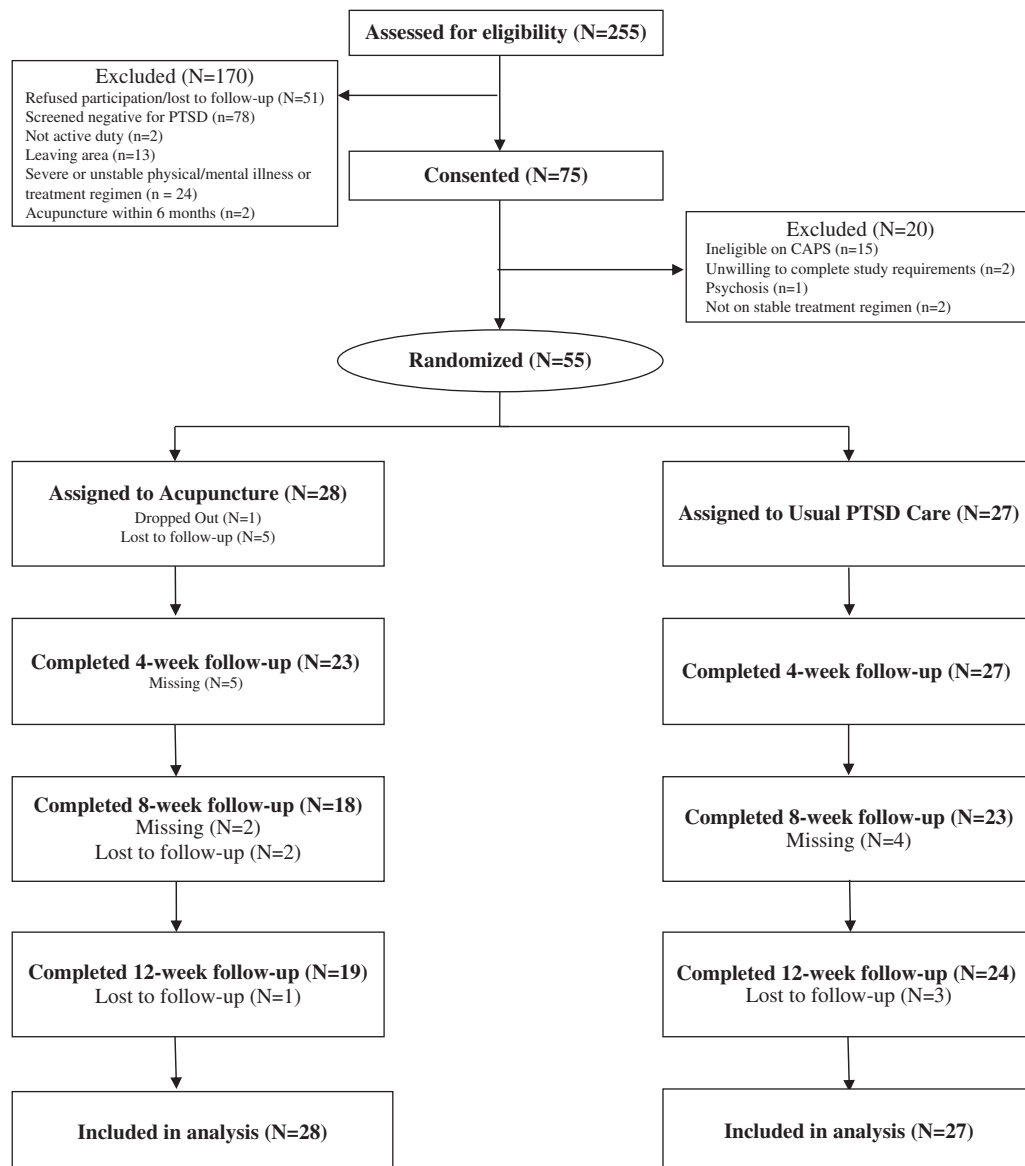 Assessed for eligibility (N=255)
Excluded (N=170)
Refused participation/lost to follow-up (N=51)
Screened negative for PTSD (n=78)
Not active duty (n=2)
Leaving area (n=13)
Severe or unstable physical/mental illness or
treatment regimen (n = 24)
Acupuncture within 6 months (n=2)
Consented (N=75)
Excluded (N=20)
Ineligible on CAPS (n=15)
Unwilling to complete study requirements (n=2)
Psychosis (n=1)
Not on stable treatment regimen (n=2)
Randomized (N=55)
Assigned to Acupuncture (N=28)
Dropped Out (N=1)
Lost to follow-up (N=5)
Assigned to Usual PTSD Care (N=27)
Completed 4-week follow-up (N=23)
Missing (N=5)
Completed 4-week follow-up (N=27)
Completed 8-week follow-up (N=18)
Missing (N=2)
Lost to follow-up (N=2)
Completed 8-week follow-up (N=23)
Missing (N=4)
Completed 12-week follow-up (N=19)
Lost to follow-up (N=1)
Completed 12-week follow-up (N=24)
Lost to follow-up (N=3)
Included in analysis (N=28)
Included in analysis (N=27)